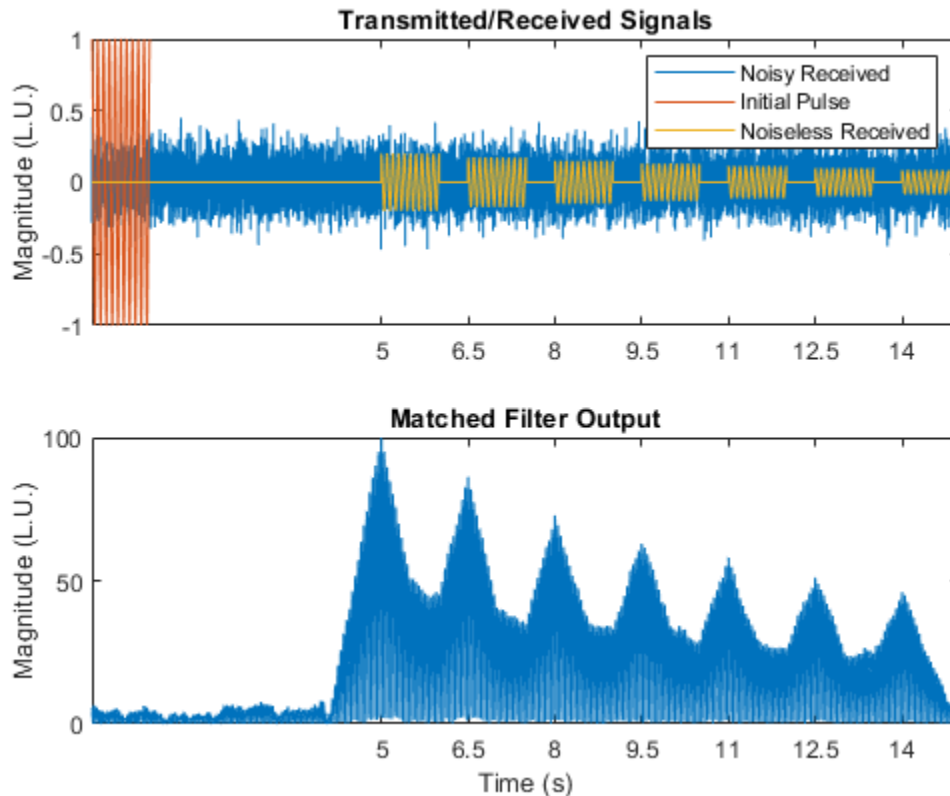 Transmitted/Received Signals
Magnitude (L.U.)
1
0.5
0
-0.5
-1
Noisy Received
Initial Pulse
Noiseless Received
5 6.5 8 9.5 11 12.5 14
Matched Filter Output
Magnitude (L.U.)
100
50
0
5 6.5 8 9.5 11 12.5 14
Time (s)